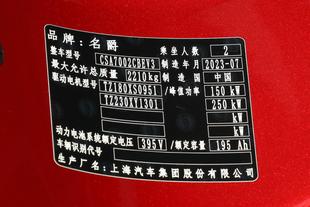 品牌：名爵 乘坐人数 2
整车型号 CSA7002CBEV3 制造年月 2023-07
最大允许总质量 2210kg 制造国 中国
驱动电机型号 TZ180XS0951 /峰值功率 150 kW
TZ230XY1301 250 kW
kW
kW
动力电池系统额定电压 395V /额定容量 195 Ah
车辆识别代号
生产厂名：上海汽车集团股份有限公司